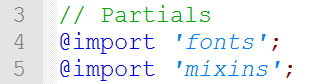 3 // Partials
4 @import 'fonts';
5 @import 'mixins';